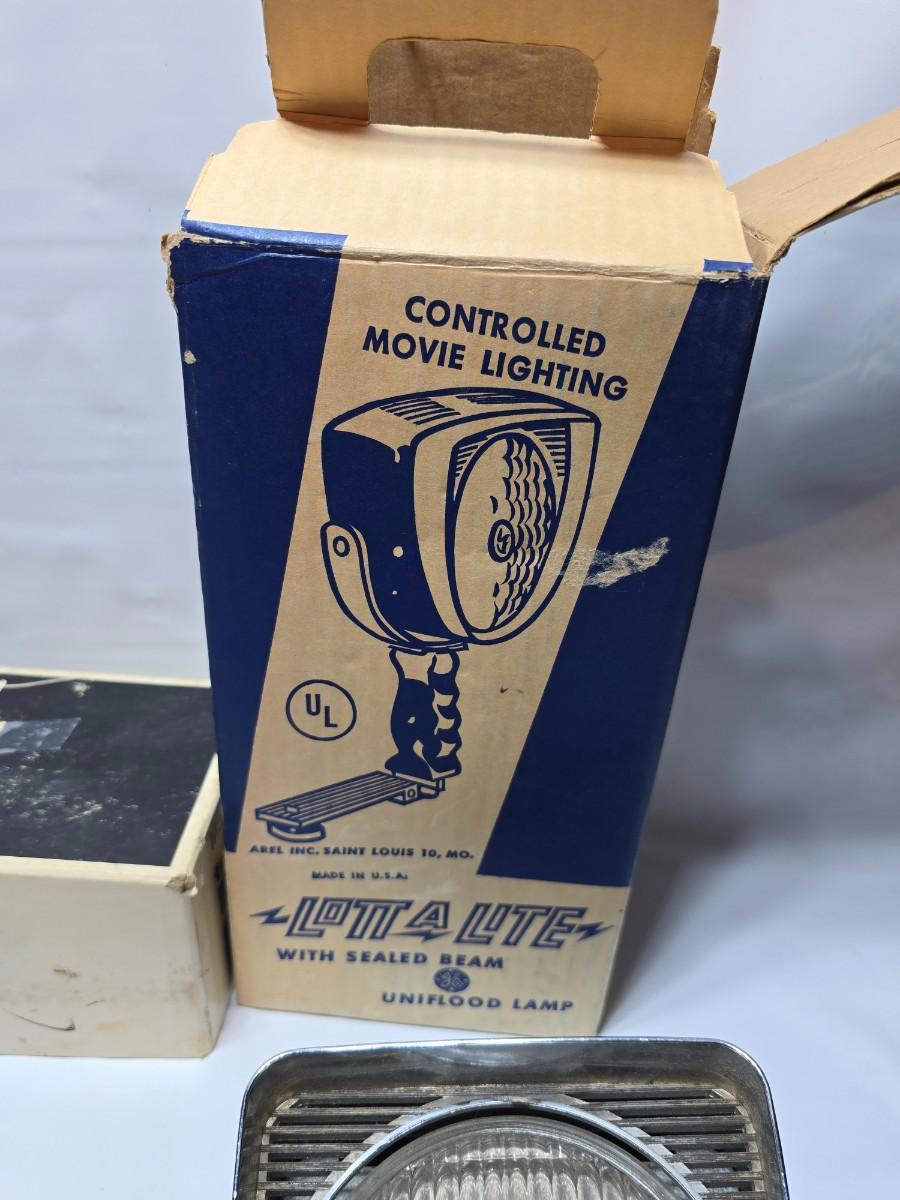 CONTROLLED
MOVIE LIGHTING
UL
AREL INC. SAINT LOUIS 10, MO.
MADE IN U.S.A.
LOTTA LITE
WITH SEALED BEAM
GE
UNIFLOOD LAMP